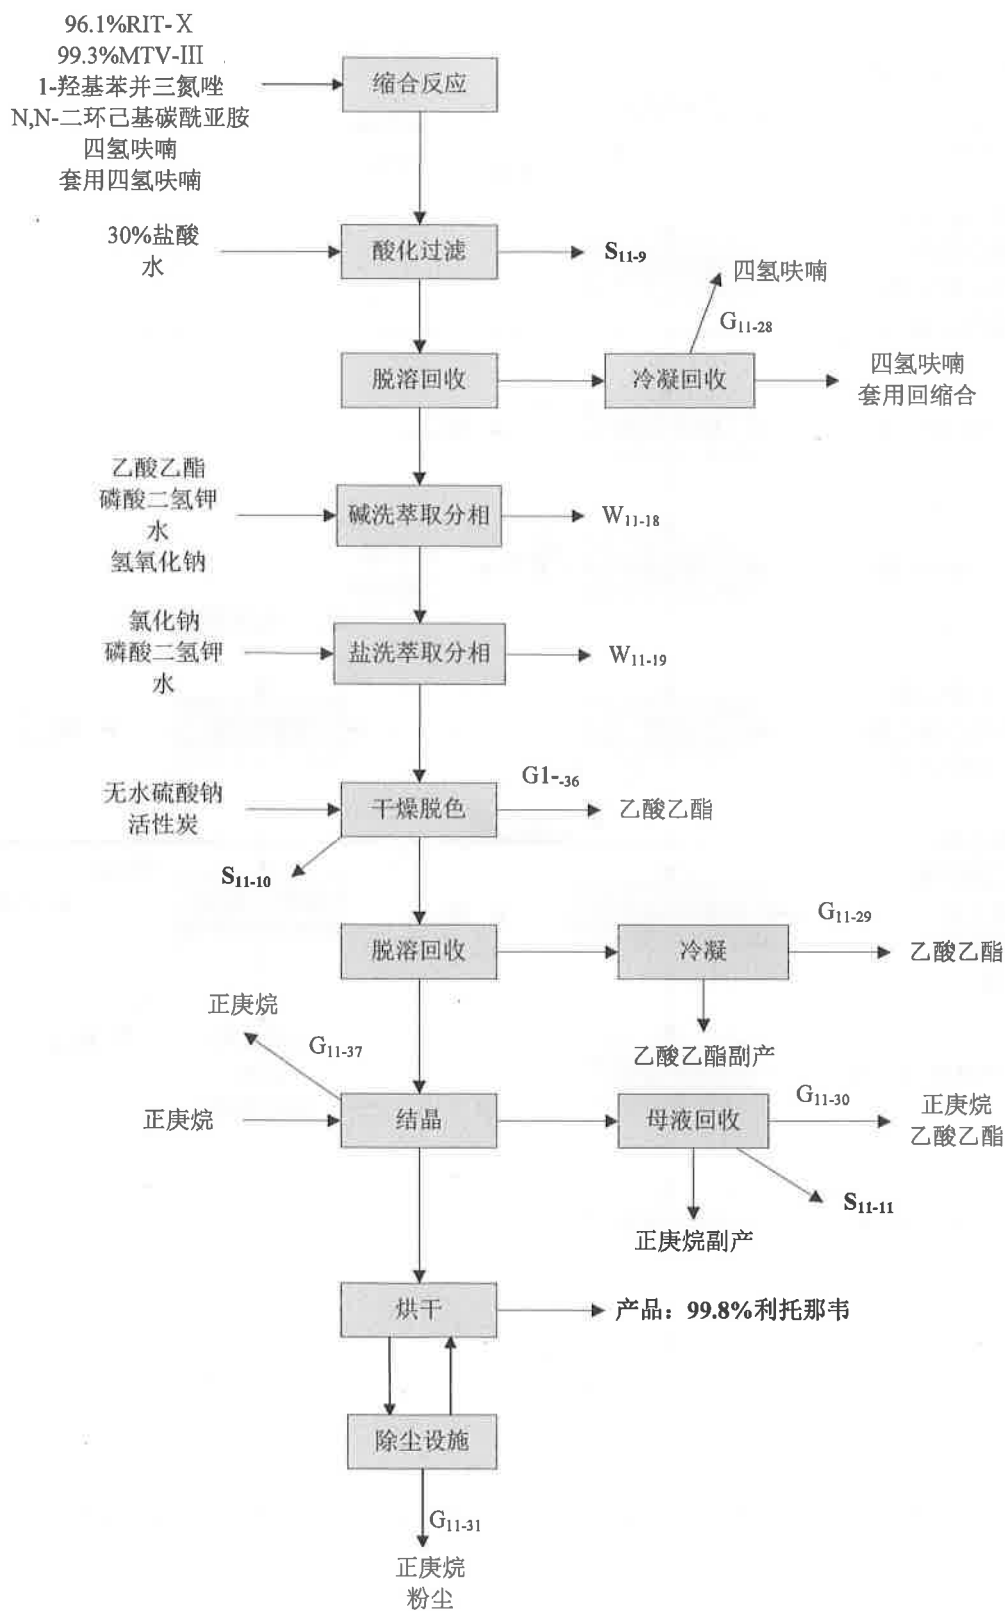 96.1%RIT-Ⅹ
99.3%MTV-III
1-羟基苯并三氮唑
N,N-二环己基碳酰亚胺
四氢呋喃
套用四氢呋喃
缩合反应
30%盐酸
水
酸化过滤
S11-9
四氢呋喃
G11-28
脱溶回收
冷凝回收
四氢呋喃
套用回缩合
乙酸乙酯
磷酸二氢钾
水
氢氧化钠
碱洗萃取分相
W11-18
氯化钠
磷酸二氢钾
水
盐洗萃取分相
W11-19
无水硫酸钠
活性炭
干燥脱色
G1--36
乙酸乙酯
S11-10
脱溶回收
冷凝
G11-29
乙酸乙酯
乙酸乙酯副产
正庚烷
G11-37
正庚烷
结晶
母液回收
G11-30
正庚烷
乙酸乙酯
S11-11
正庚烷副产
烘干
产品：99.8%利托那韦
除尘设施
G11-31
正庚烷
粉尘